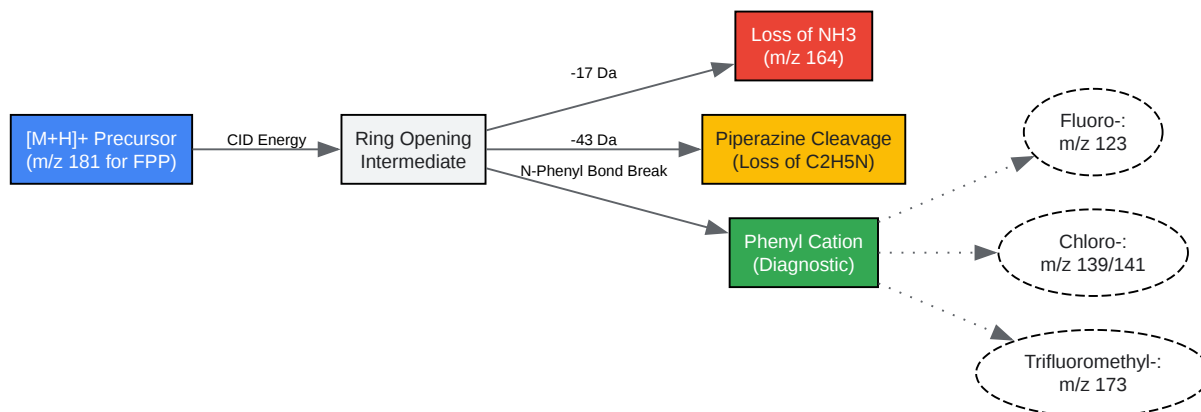 [M+H]+ Precursor
(m/z 181 for FPP)
CID Energy
Ring Opening
Intermediate
-17 Da
-43 Da
N-Phenyl Bond Break
Loss of NH3
(m/z 164)
Piperazine Cleavage
(Loss of C2H5N)
Phenyl Cation
(Diagnostic)
Fluoro-:
m/z 123
Chloro-:
m/z 139/141
Trifluoromethyl-:
m/z 173